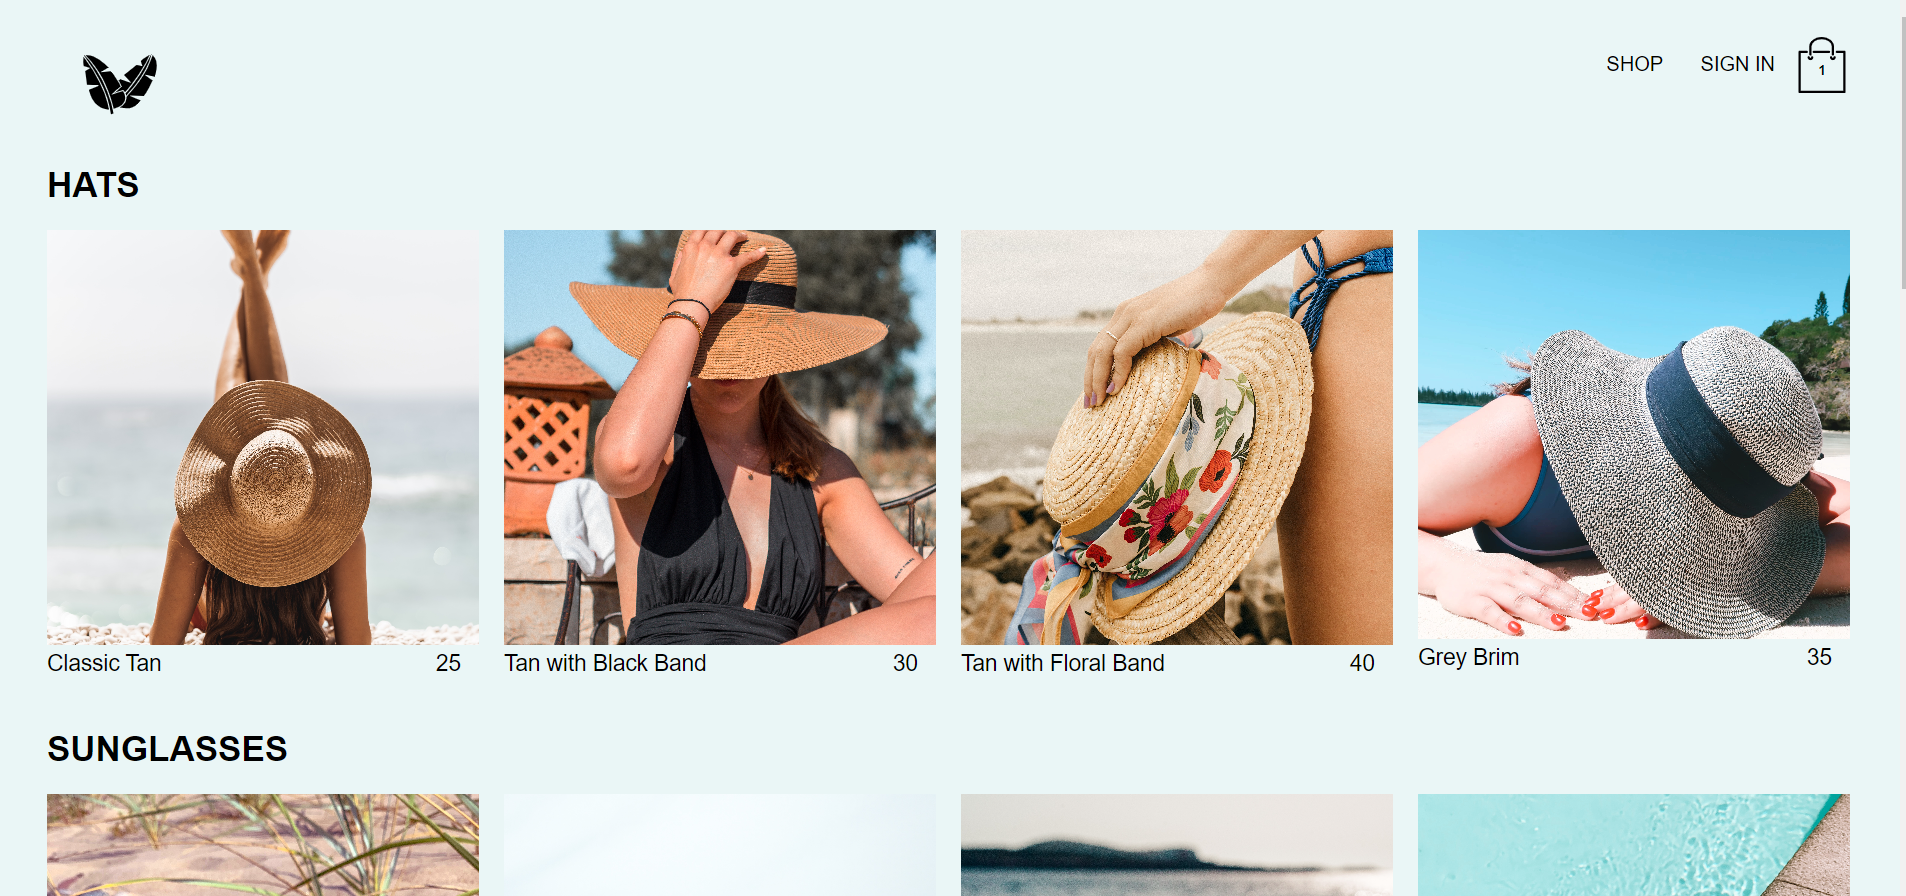 SHOP SIGN IN 1
HATS
Classic Tan 25
Tan with Black Band 30
Tan with Floral Band 40
Grey Brim 35
SUNGLASSES